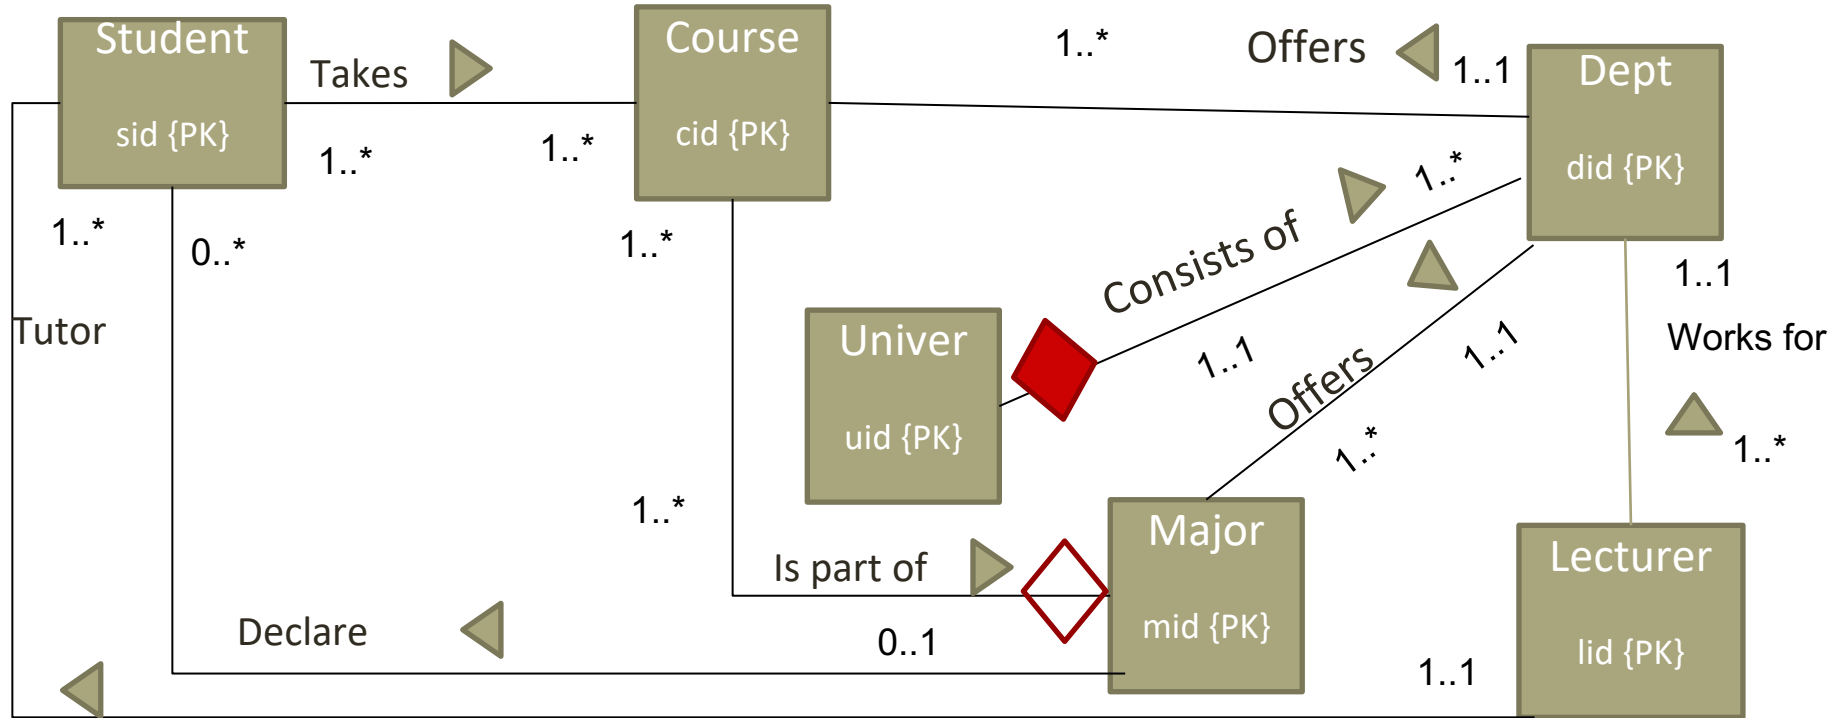 Student
sid {PK}
Takes
1..*
1..*
Course
cid {PK}
1..*
Offers
1..1
Dept
did {PK}
1..*
0..*
1..*
Consists of
1..*
1..1
Tutor
Univer
uid {PK}
Offers
1..1
1..*
1..1
Works for
1..*
1..*
Is part of
Major
mid {PK}
Lecturer
lid {PK}
Declare
0..1
1..1